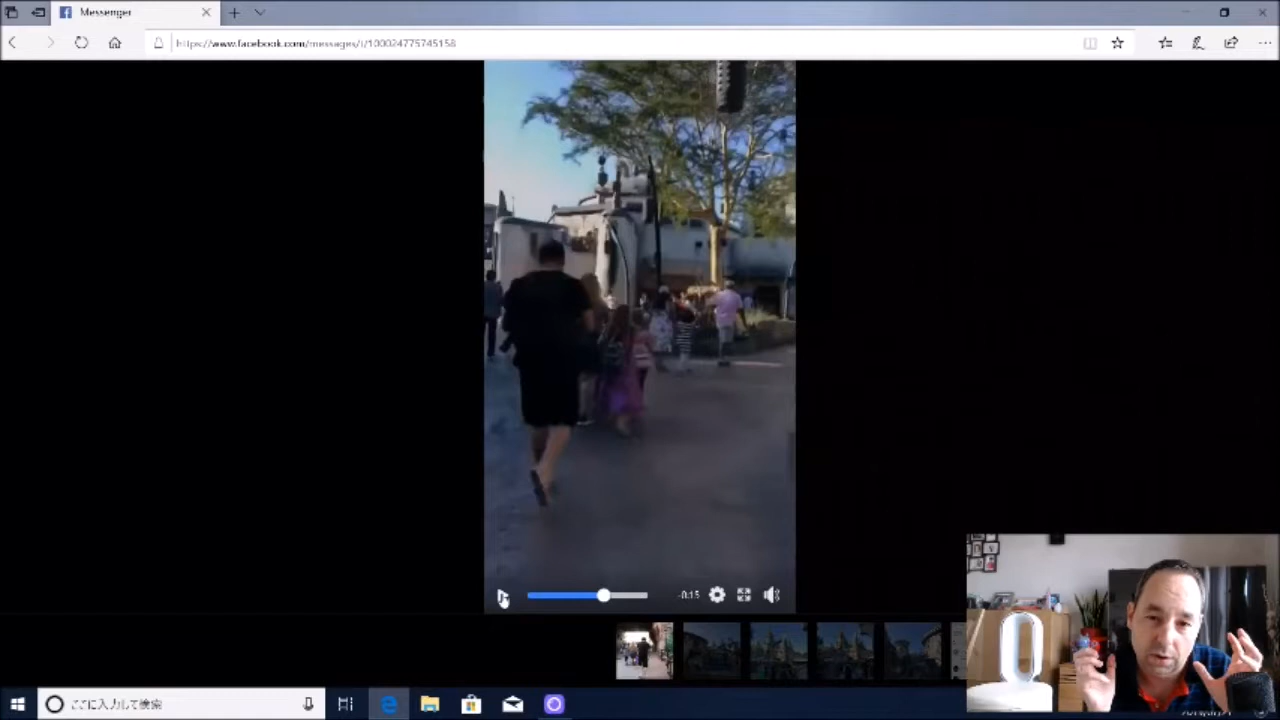 Messenger
https://www.facebook.com/messages/t/100024775745158
-0:15
ここに入力して検索